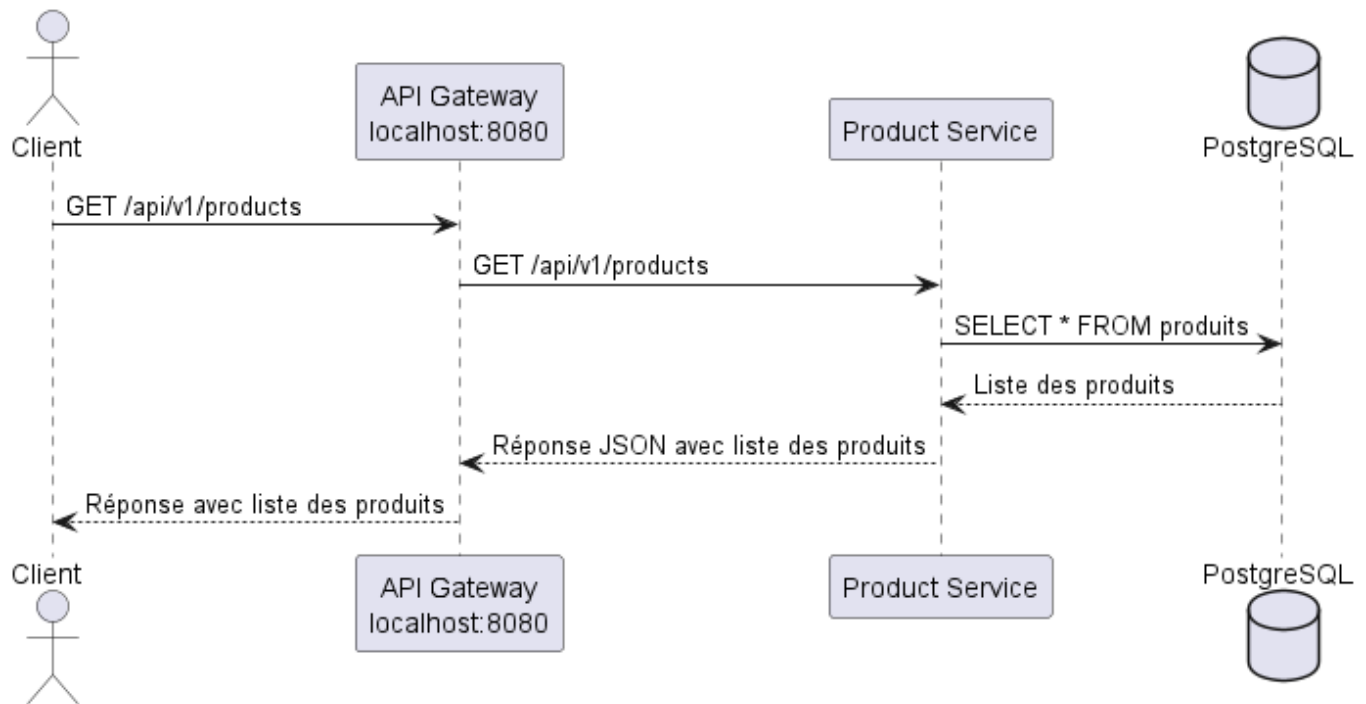 Client
API Gateway
localhost:8080
Product Service
PostgreSQL
GET /api/v1/products
GET /api/v1/products
SELECT * FROM produits
Liste des produits
Réponse JSON avec liste des produits
Réponse avec liste des produits
Client
API Gateway
localhost:8080
Product Service
PostgreSQL